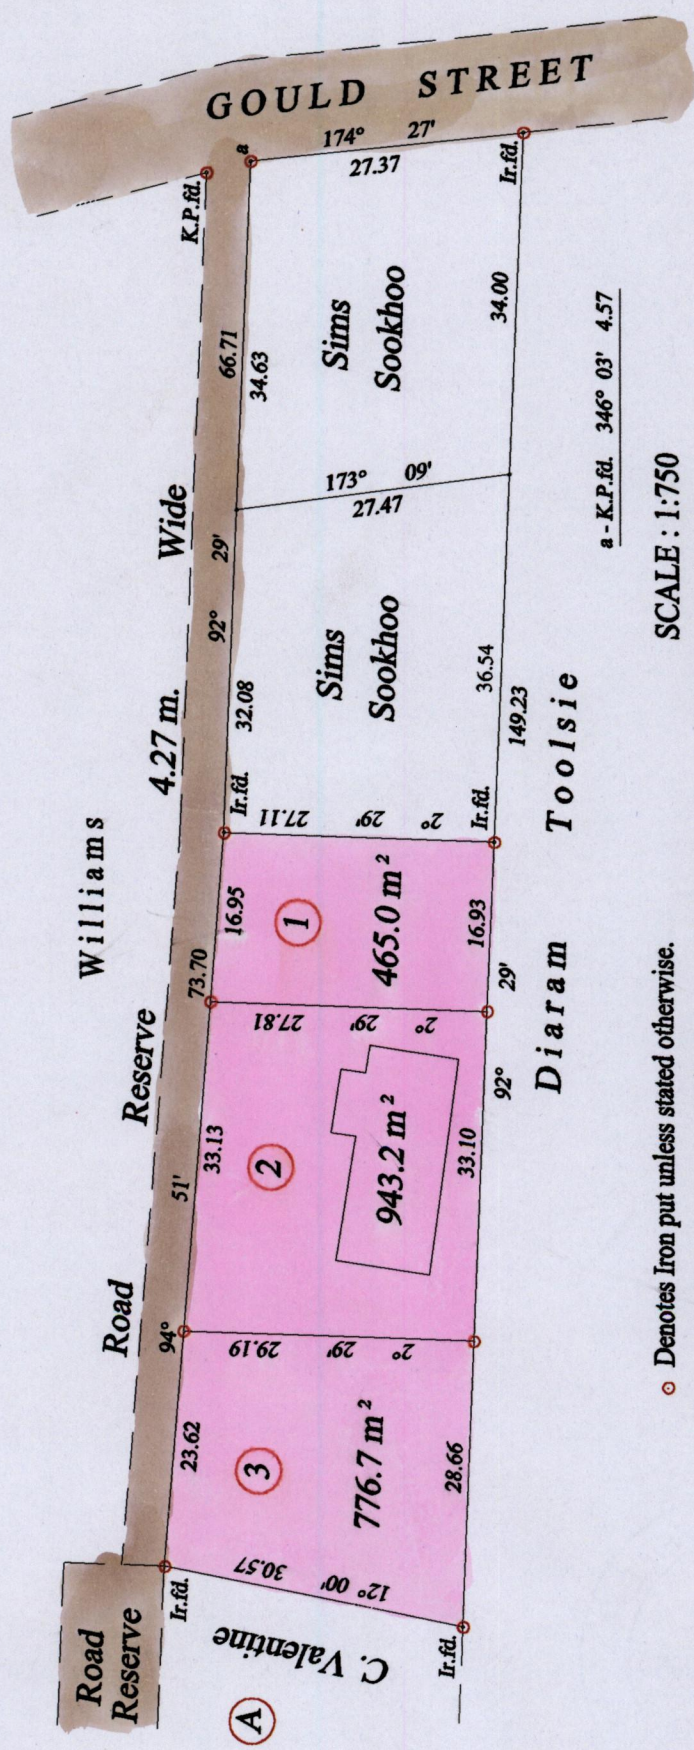 GOULD STREET
K.P.fd.
a
174° 27'
27.37
Ir.fd.
66.71
34.63
Sims
Sookhoo
34.00
173° 09'
27.47
a - K.P.fd. 346° 03' 4.57
SCALE : 1:750
Williams
Road Reserve 4.27 m. Wide
92° 29'
32.08
Sims
Sookhoo
36.54
149.23
Ir.fd.
2° 29' 27.11
Ir.fd.
Diaram Toolsie
73.70
16.95
1
465.0 m²
16.93
92° 29'
2° 29' 27.81
94° 51'
33.13
2
943.2 m²
33.10
2° 29' 29.19
23.62
3
776.7 m²
28.66
12° 00' 30.57
Ir.fd.
Ir.fd.
C. Valentine
Road
Reserve
A
Denotes Iron put unless stated otherwise.